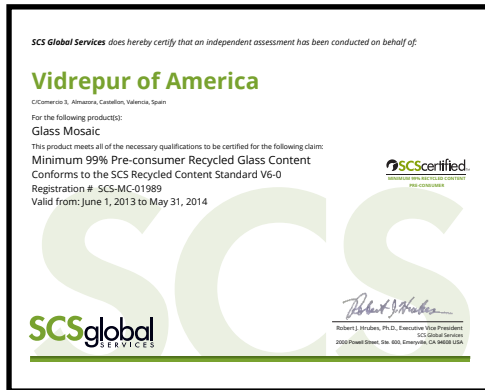 SCS Global Services does hereby certify that an independent assessment has been conducted on behalf of:
Vidrepur of America
C/Comercio 3, Almazora, Castellon, Valencia, Spain
For the following product(s):
Glass Mosaic
This product meets all of the necessary qualifications to be certified for the following claim:
Minimum 99% Pre-consumer Recycled Glass Content
Conforms to the SCS Recycled Content Standard V6-0
Registration # SCS-MC-01989
Valid from: June 1, 2013 to May 31, 2014
SCScertified
MINIMUM 99% RECYCLED CONTENT
PRE-CONSUMER
SCS
Robert J. Hrubes
SCSglobal
SERVICES
Robert J. Hrubes, Ph.D., Executive Vice President
SCS Global Services
2000 Powell Street, Ste. 600, Emeryville, CA 94608 USA